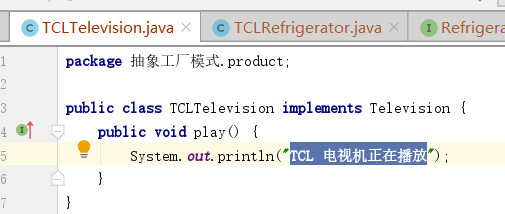 TCLTelevision.java TCLRefrigerator.java Refrigera
1 package 抽象工厂模式.product;
2
3 public class TCLTelevision implements Television {
4 public void play() {
5 System.out.println("TCL 电视机正在播放");
6 }
7 }